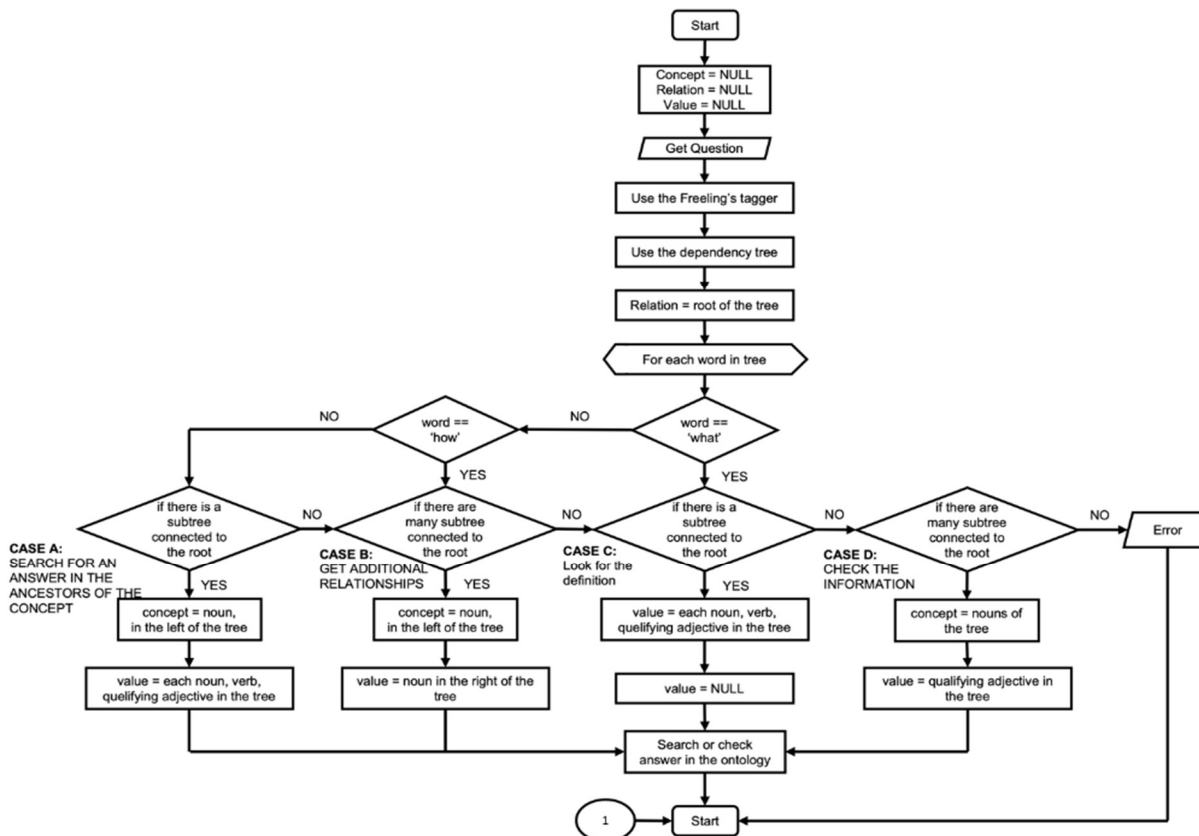 Start
Concept = NULL
Relation = NULL
Value = NULL
Get Question
Use the Freeling's tagger
Use the dependency tree
Relation = root of the tree
For each word in tree
NO
word ==
'how'
NO
word ==
'what'
YES
YES
if there is a
subtree
connected to
the root
NO
if there are
many subtree
connected to
the root
NO
if there is a
subtree
connected to
the root
NO
if there are
many subtree
connected to
the root
NO
Error
CASE A:
SEARCH FOR AN
ANSWER IN THE
ANCESTORS OF THE
CONCEPT
YES
CASE B:
GET ADDITIONAL
RELATIONSHIPS
YES
CASE C:
Look for the
definition
YES
CASE D:
CHECK THE
INFORMATION
concept = noun,
in the left of the tree
concept = noun,
in the left of the tree
value = each noun, verb,
qualifying adjective in the tree
concept = nouns of
the tree
value = each noun, verb,
quelifying adjective in the tree
value = noun in the right of the
tree
value = NULL
value = qualifying adjective in
the tree
Search or check
answer in the ontology
1
Start